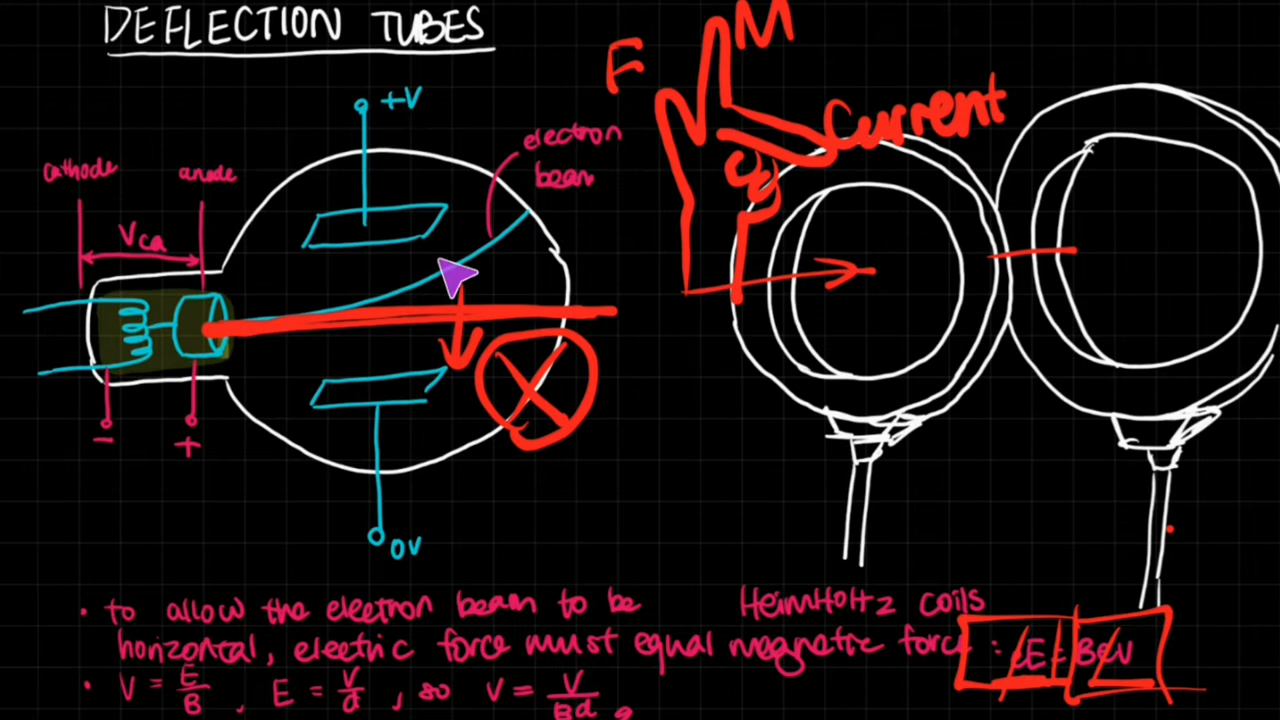 DEFLECTION TUBES
F
M
Current
+V
electron
beam
cathode
anode
Vca
-
+
0V
• to allow the electron beam to be
horizontal, electric force must equal magnetic force : eE = BeV
HeimHoltz coils
• V = E/B , E = V/d , so V = V/Bd